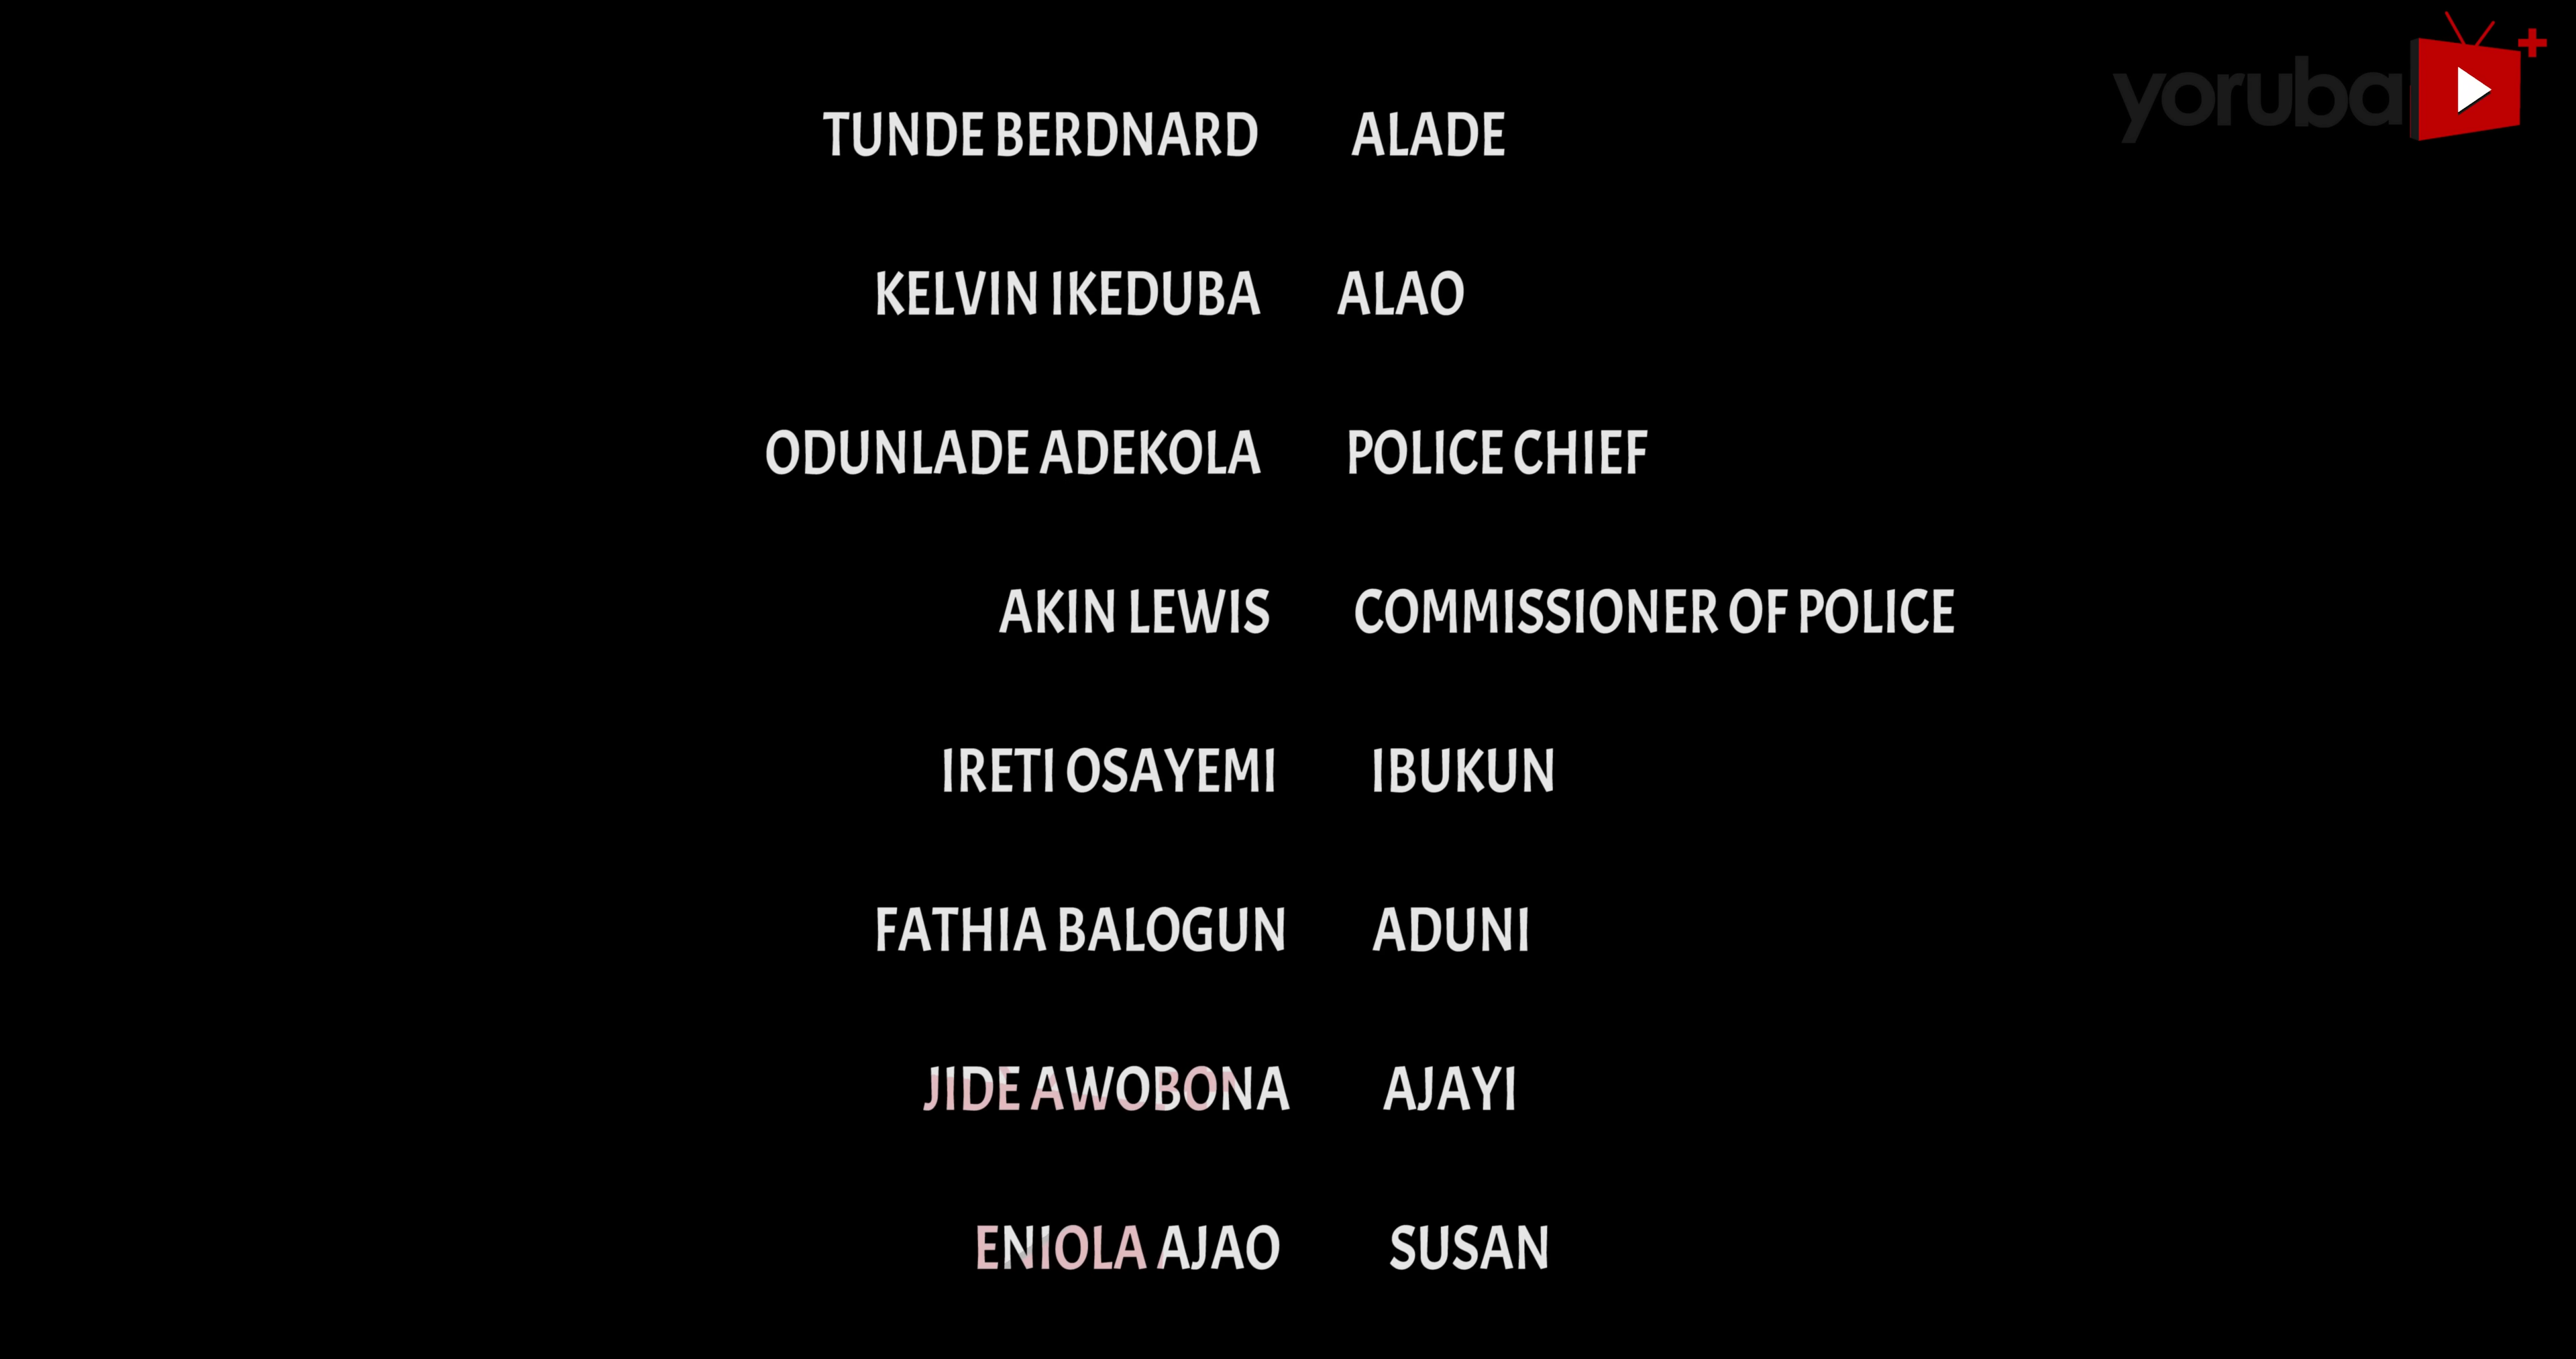 yoruba
TUNDE BERDNARD ALADE
KELVIN IKEDUBA ALAO
ODUNLADE ADEKOLA POLICE CHIEF
AKIN LEWIS COMMISSIONER OF POLICE
IRETI OSAYEMI IBUKUN
FATHIA BALOGUN ADUNI
JIDE AWOBONA AJAYI
ENIOLA AJAO SUSAN